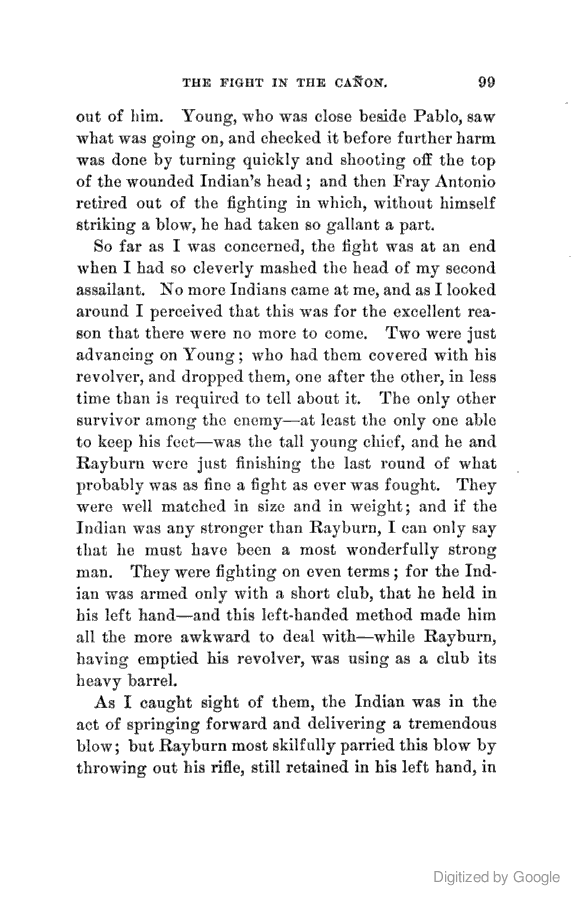 THE FIGHT IN THE CAÑON. 99
out of him. Young, who was close beside Pablo, saw
what was going on, and checked it before further harm
was done by turning quickly and shooting off the top
of the wounded Indian's head; and then Fray Antonio
retired out of the fighting in which, without himself
striking a blow, he had taken so gallant a part.
So far as I was concerned, the fight was at an end
when I had so cleverly mashed the head of my second
assailant. No more Indians came at me, and as I looked
around I perceived that this was for the excellent rea-
son that there were no more to come. Two were just
advancing on Young; who had them covered with his
revolver, and dropped them, one after the other, in less
time than is required to tell about it. The only other
survivor among the enemy—at least the only one able
to keep his feet—was the tall young chief, and he and
Rayburn were just finishing the last round of what
probably was as fine a fight as ever was fought. They
were well matched in size and in weight; and if the
Indian was any stronger than Rayburn, I can only say
that he must have been a most wonderfully strong
man. They were fighting on even terms; for the Ind-
ian was armed only with a short club, that he held in
his left hand—and this left-handed method made him
all the more awkward to deal with—while Rayburn,
having emptied his revolver, was using as a club its
heavy barrel.
As I caught sight of them, the Indian was in the
act of springing forward and delivering a tremendous
blow; but Rayburn most skilfully parried this blow by
throwing out his rifle, still retained in his left hand, in
Digitized by Google